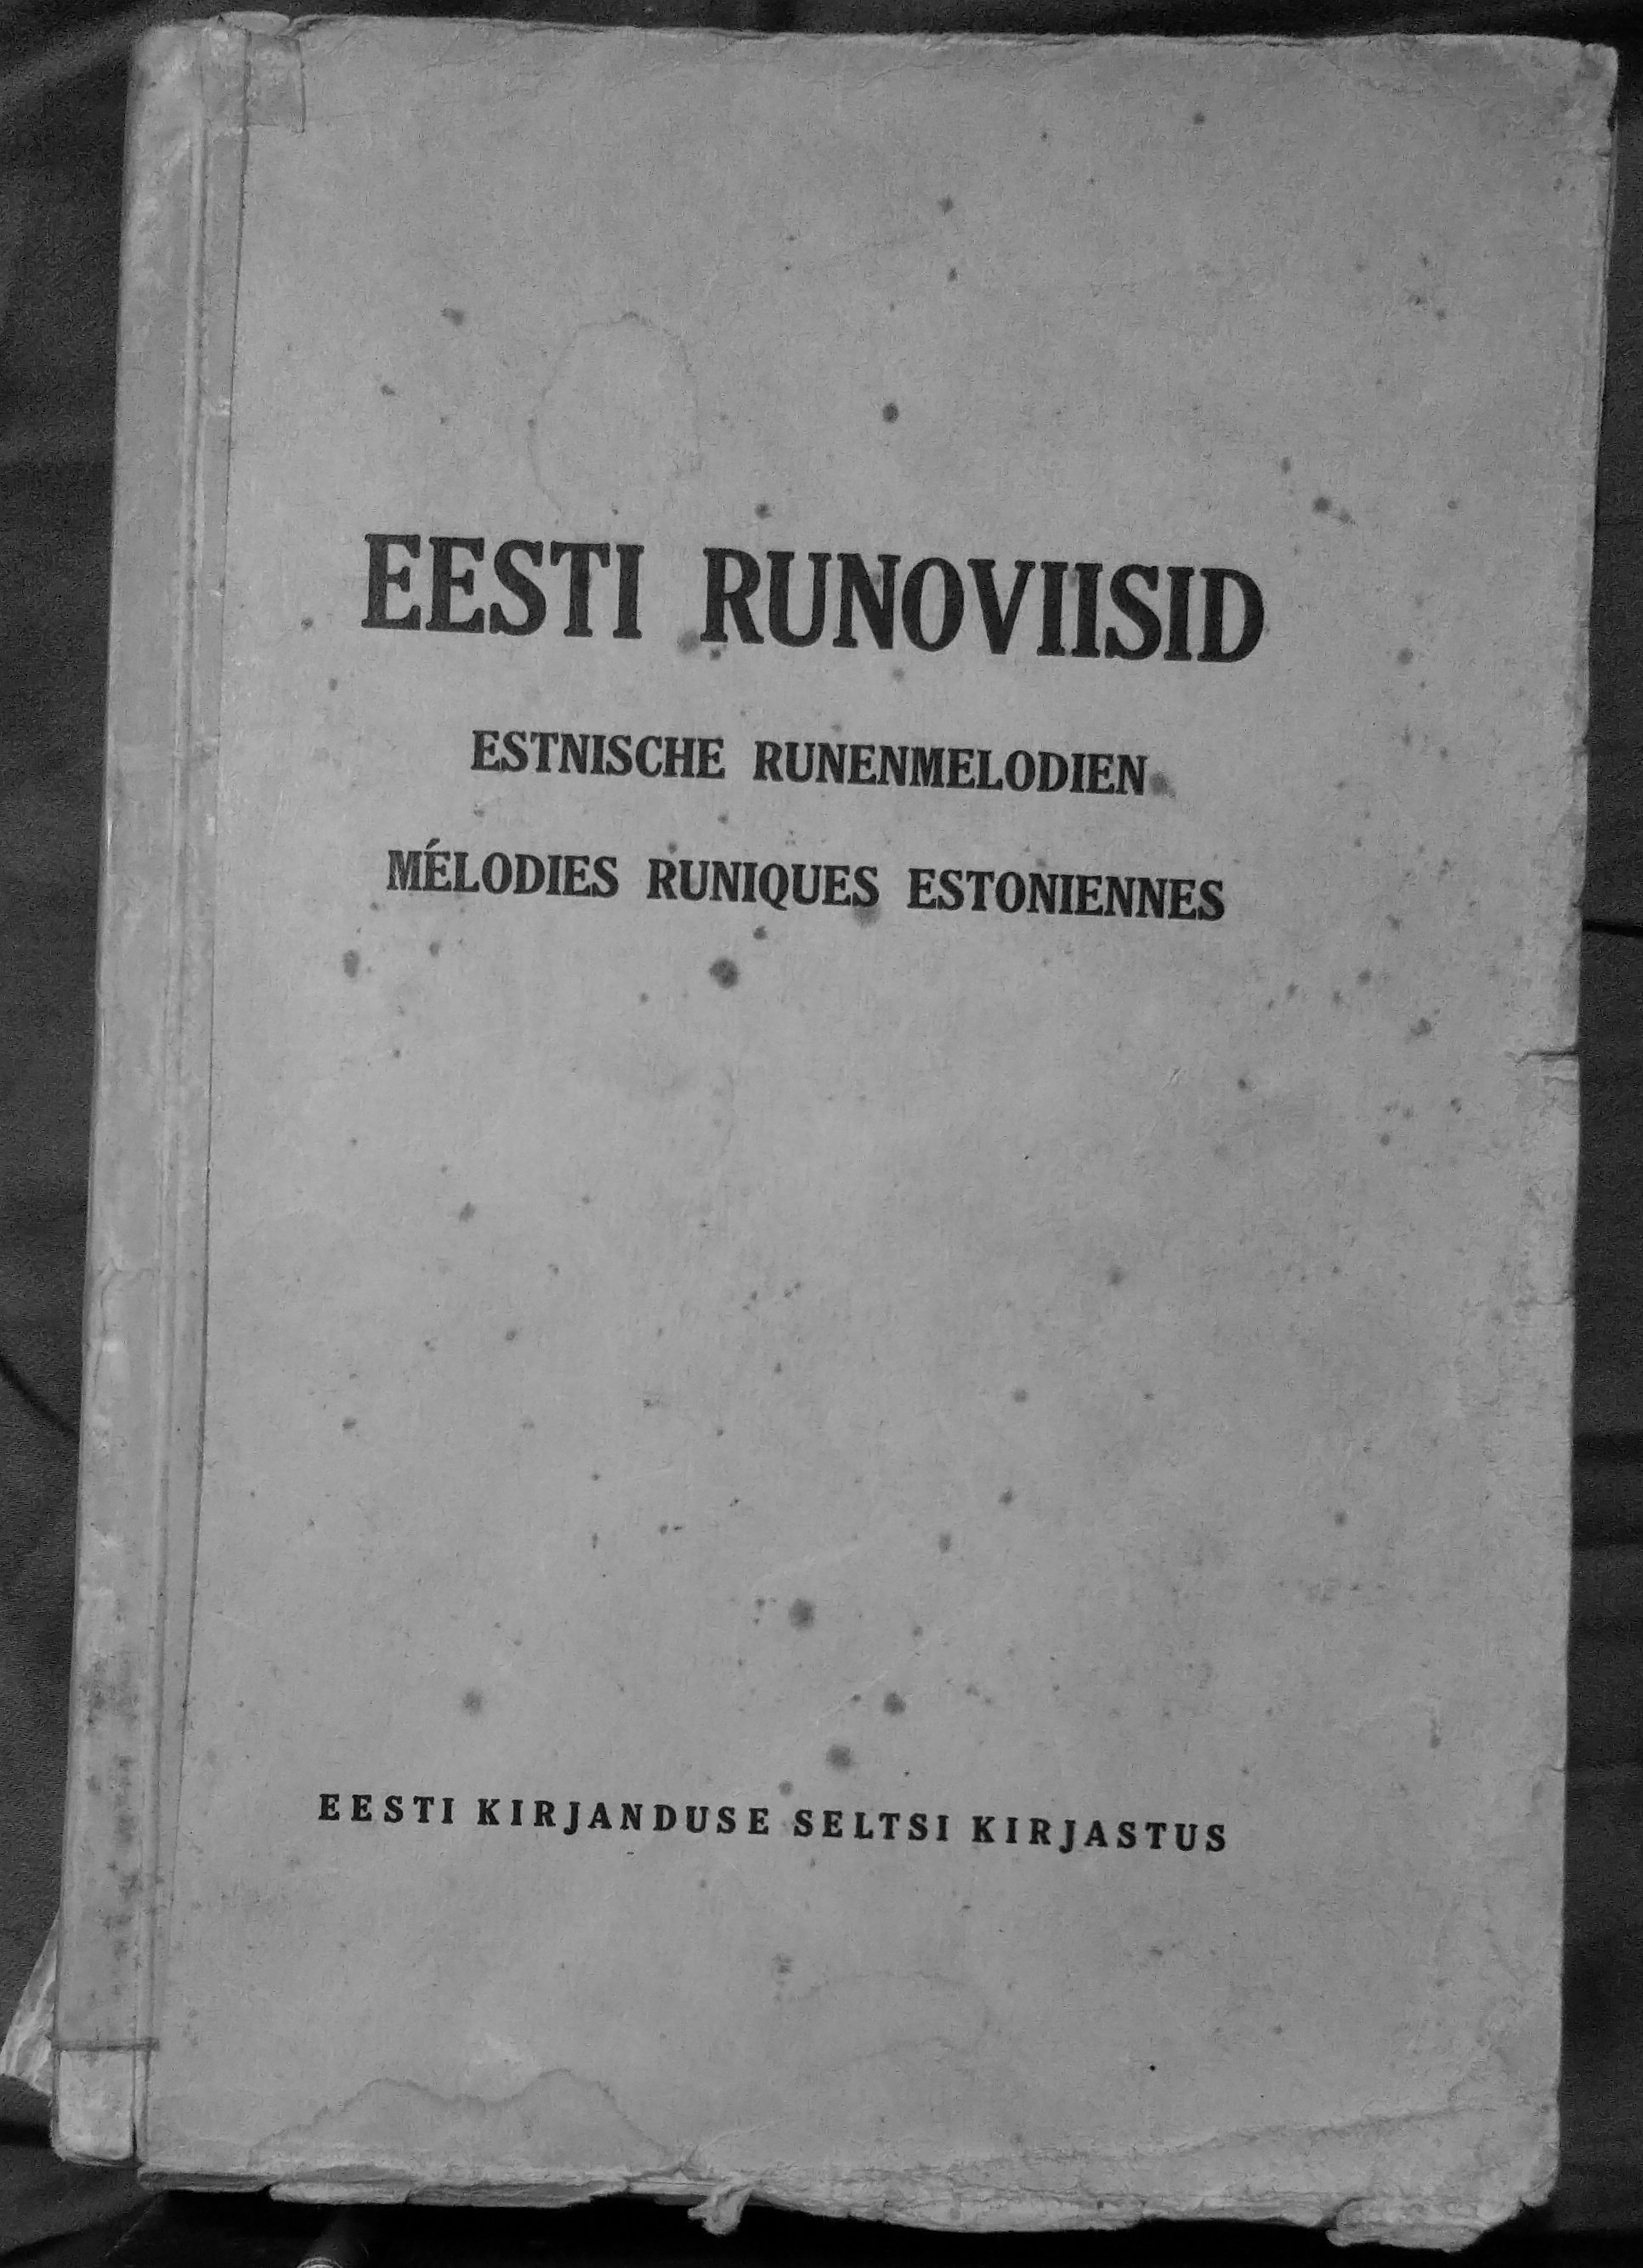 EESTI RUNOVIISID
ESTNISCHE RUNENMELODIEN
MÉLODIES RUNIQUES ESTONIENNES
EESTI KIRJANDUSE SELTSI KIRJASTUS